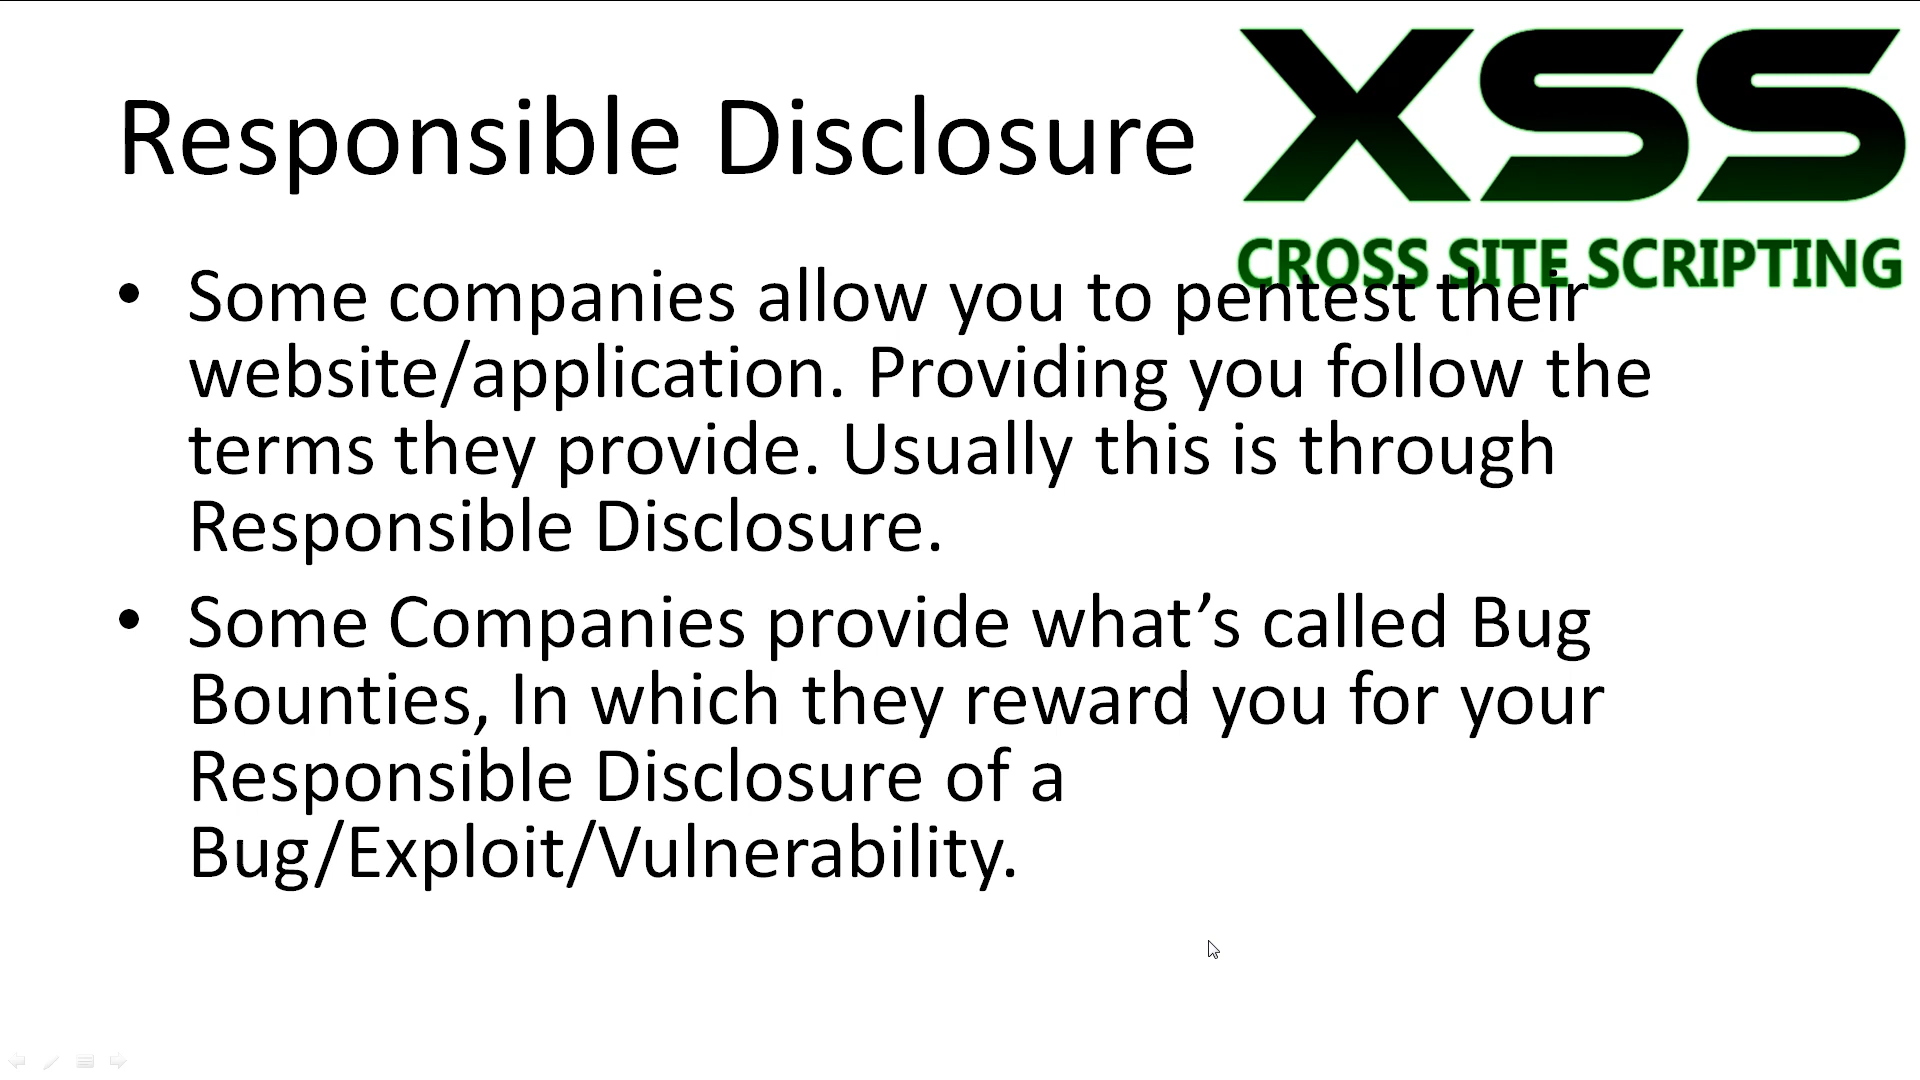 XSS
Responsible Disclosure
CROSS SITE SCRIPTING
• Some companies allow you to pentest their
website/application. Providing you follow the
terms they provide. Usually this is through
Responsible Disclosure.
• Some Companies provide what’s called Bug
Bounties, In which they reward you for your
Responsible Disclosure of a
Bug/Exploit/Vulnerability.